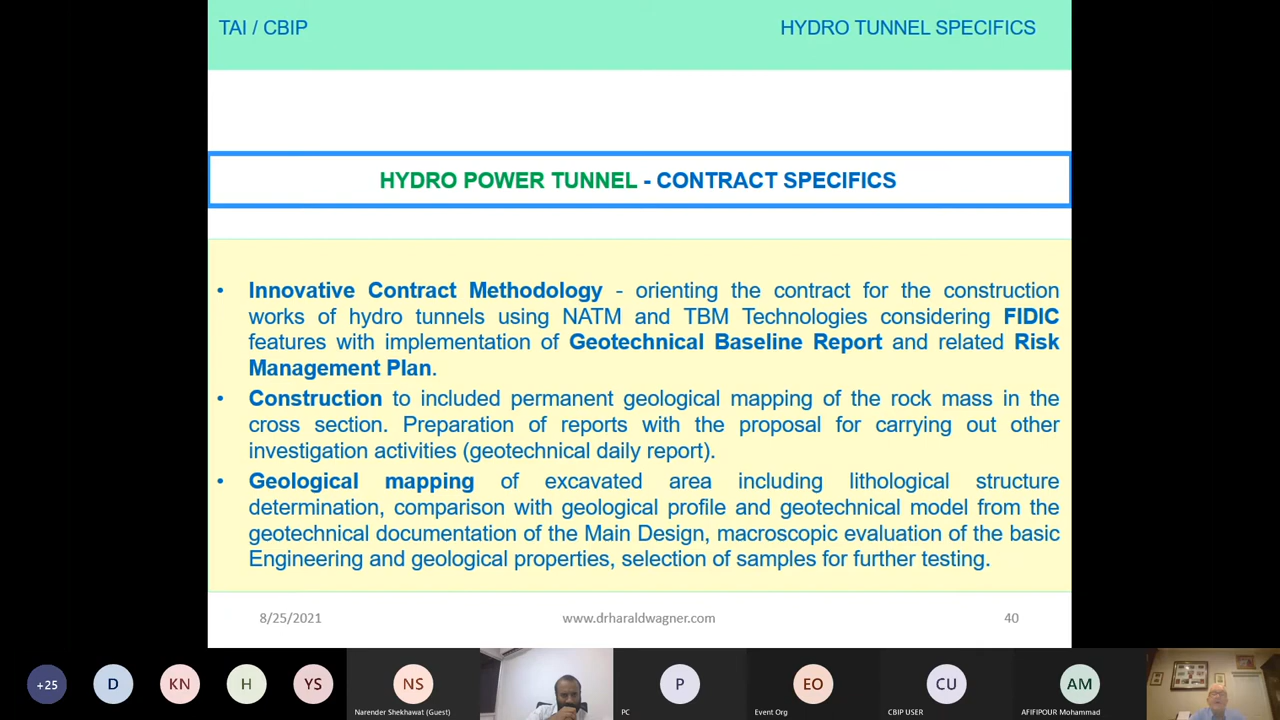 TAI / CBIP
HYDRO TUNNEL SPECIFICS
HYDRO POWER TUNNEL - CONTRACT SPECIFICS
• Innovative Contract Methodology - orienting the contract for the construction
works of hydro tunnels using NATM and TBM Technologies considering FIDIC
features with implementation of Geotechnical Baseline Report and related Risk
Management Plan.
• Construction to included permanent geological mapping of the rock mass in the
cross section. Preparation of reports with the proposal for carrying out other
investigation activities (geotechnical daily report).
• Geological mapping of excavated area including lithological structure
determination, comparison with geological profile and geotechnical model from the
geotechnical documentation of the Main Design, macroscopic evaluation of the basic
Engineering and geological properties, selection of samples for further testing.
8/25/2021
www.drharaldwagner.com
40
+25
D
KN
H
YS
NS
Narender Shekhawat (Guest)
P
PC
EO
Event Org
CU
CBIP USER
AM
AFIFIPOUR Mohammad